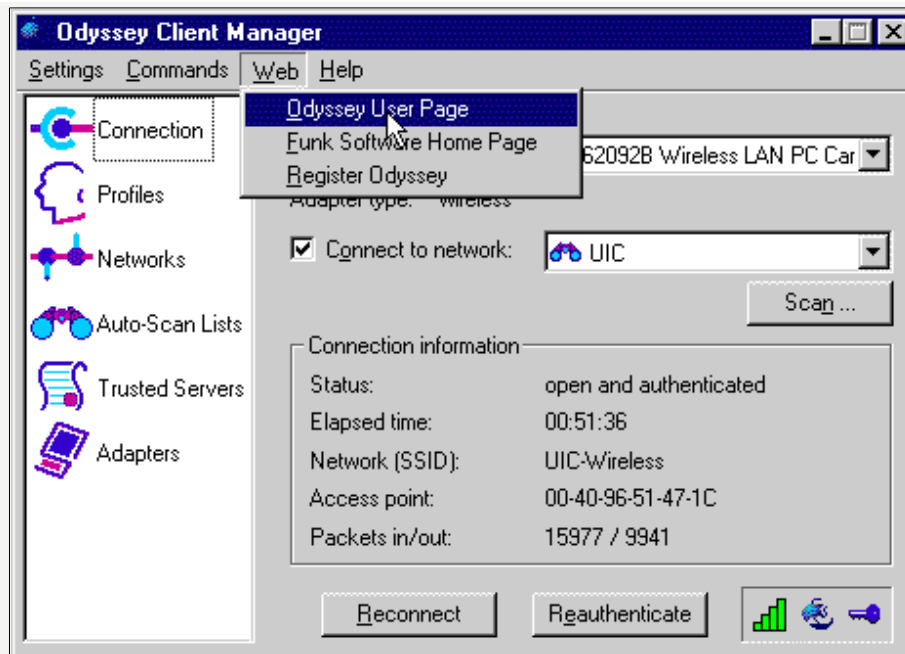 Odyssey Client Manager
Settings Commands Web Help
Odyssey User Page
Funk Software Home Page
Register Odyssey
Connection
Profiles
Networks
Auto-Scan Lists
Trusted Servers
Adapters
62092B Wireless LAN PC Car
Adapter type: wireless
Connect to network: UIC
Scan ...
Connection information
Status: open and authenticated
Elapsed time: 00:51:36
Network (SSID): UIC-Wireless
Access point: 00-40-96-51-47-1C
Packets in/out: 15977 / 9941
Reconnect Reauthenticate